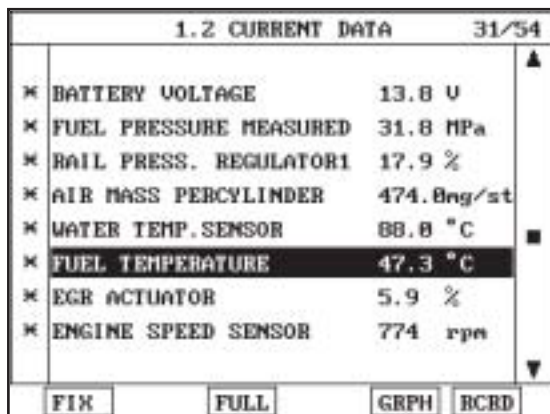 1.2 CURRENT DATA 31/54
* BATTERY VOLTAGE 13.8 V
* FUEL PRESSURE MEASURED 31.8 MPa
* RAIL PRESS. REGULATOR1 17.9 %
* AIR MASS PERCYLINDER 474.0mg/st
* WATER TEMP.SENSOR 88.0 °C
* FUEL TEMPERATURE 47.3 °C
* EGR ACTUATOR 5.9 %
* ENGINE SPEED SENSOR 774 rpm
FIX FULL GRPH RCRD